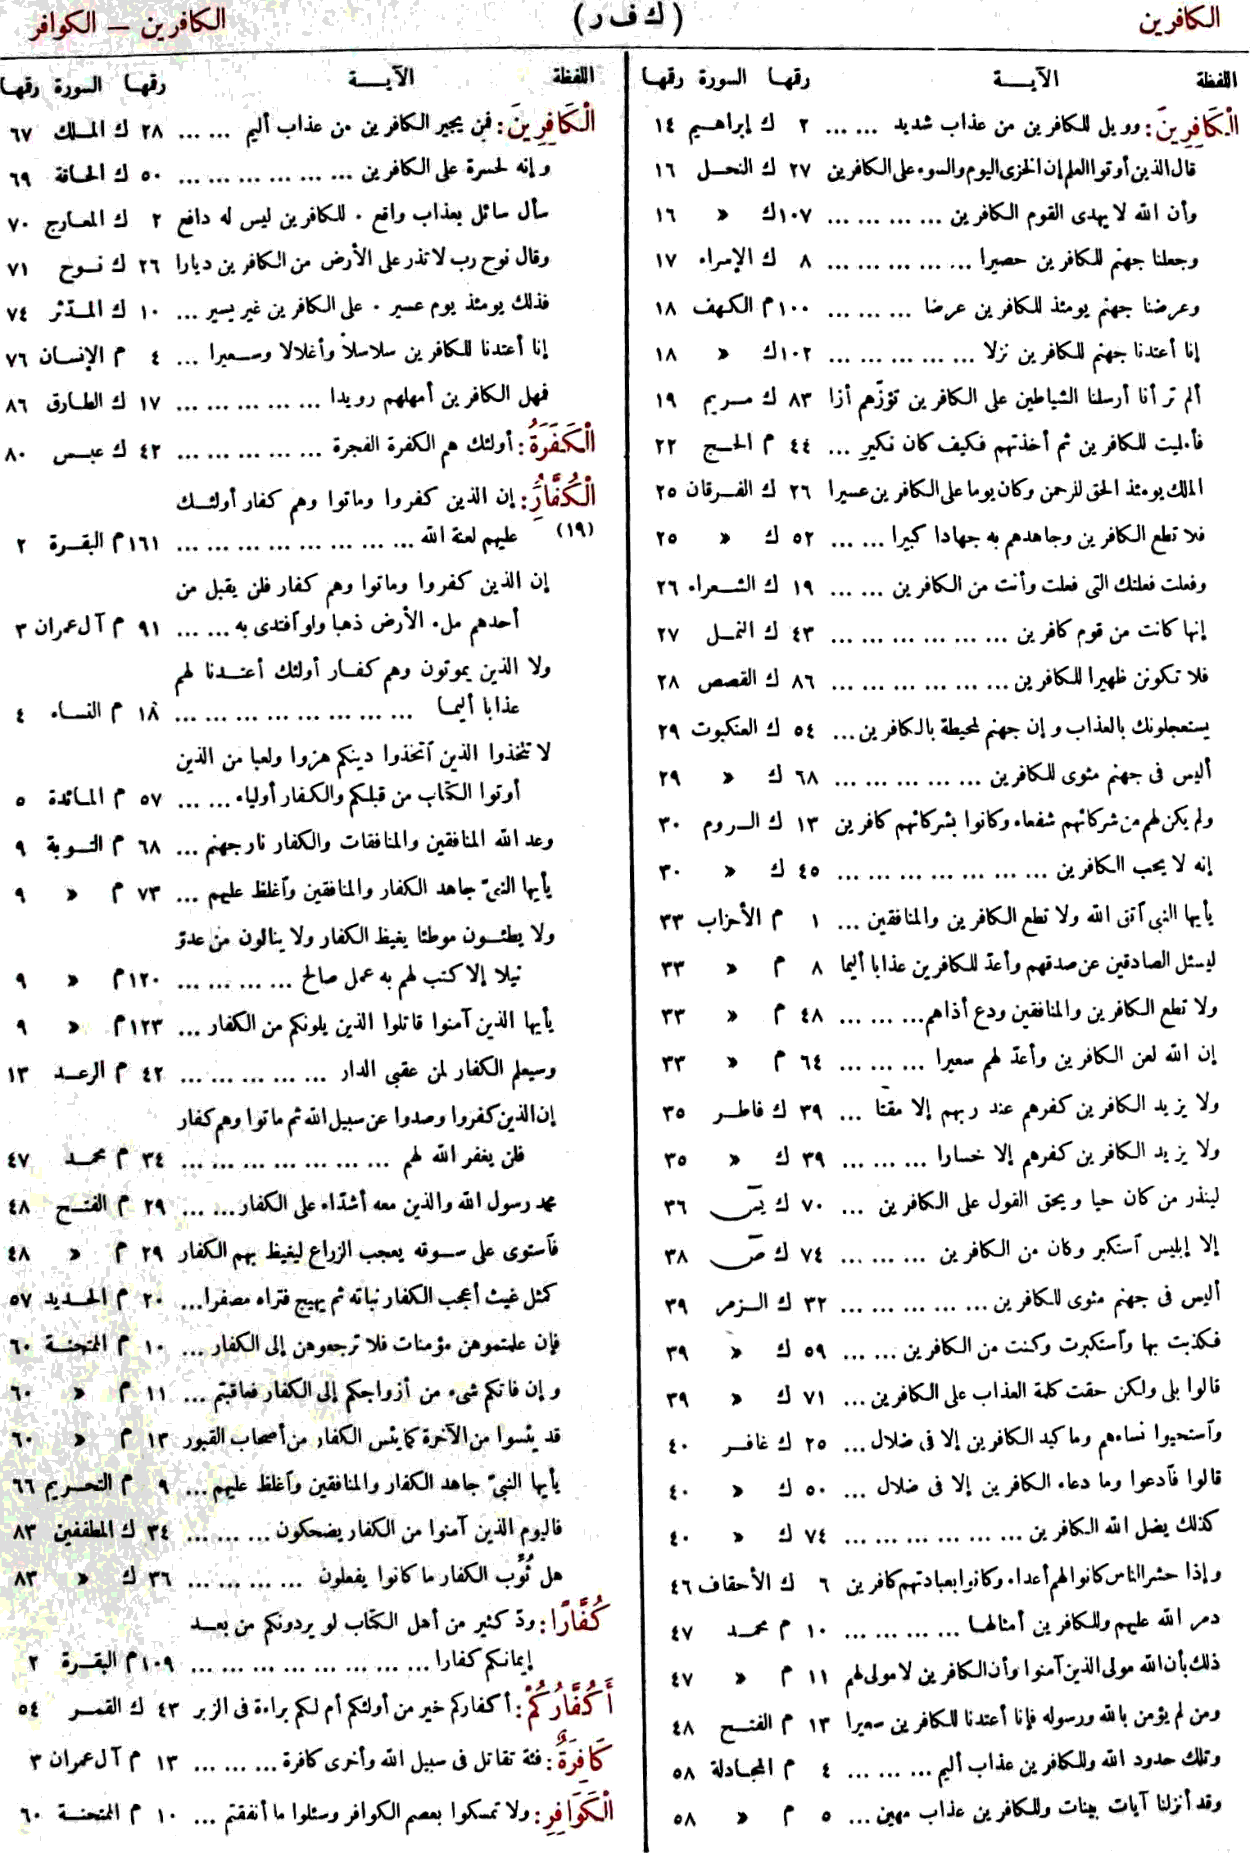 الكافرين
(ك ف ر)
الكافرين — الكوافر
اللفظة الآيــــة رقمها السورة رقمها
الْكَافِرِينَ: وويل للكافرين من عذاب شديد ... ... ٢ ك إبراهيم ١٤
قال الذين أوتوا العلم إن الخزى اليوم والسوء على الكافرين ٢٧ ك النحل ١٦
وأن الله لا يهدى القوم الكافرين ... ... ... ... ١٠٧ ك « ١٦
وجعلنا جهنم للكافرين حصيرا ... ... ... ... ... ٨ ك الإسراء ١٧
وعرضنا جهنم يومئذ للكافرين عرضا ... ... ... ١٠٠ م الكهف ١٨
إنا أعتدنا جهنم للكافرين نزلا ... ... ... ... ... ١٠٢ ك « ١٨
ألم تر أنا أرسلنا الشياطين على الكافرين تؤزّهم أزا ٨٣ ك مريم ١٩
فأمليت للكافرين ثم أخذتهم فكيف كان نكيرِ ... ٤٤ م الحج ٢٢
الملك يومئذ الحق للرحمن وكان يوما على الكافرين عسيرا ٢٦ ك الفرقان ٢٥
فلا تطع الكافرين وجاهدهم به جهادا كبيرا ... ... ٥٢ ك « ٢٥
وفعلت فعلتك التى فعلت وأنت من الكافرين ... ... ١٩ ك الشعراء ٢٦
إنها كانت من قوم كافرين ... ... ... ... ... ... ٤٣ ك النمل ٢٧
فلا تكونن ظهيرا للكافرين ... ... ... ... ... ... ٨٦ ك القصص ٢٨
يستعجلونك بالعذاب وإن جهنم لمحيطة بالكافرين ... ٥٤ ك العنكبوت ٢٩
أليس فى جهنم مثوى للكافرين ... ... ... ... ... ٦٨ ك « ٢٩
ولم يكن لهم من شركائهم شفعاء وكانوا بشركائهم كافرين ١٣ ك الروم ٣٠
إنه لا يحب الكافرين ... ... ... ... ... ... ... ٤٥ ك « ٣٠
يأيها النبى آتق الله ولا تطع الكافرين والمنافقين ... ١ م الأحزاب ٣٣
ليسئل الصادقين عن صدقهم وأعدّ للكافرين عذابا أليما ٨ م « ٣٣
ولا تطع الكافرين والمنافقين ودع أذاهم ... ... ... ٤٨ م « ٣٣
إن الله لعن الكافرين وأعدّ لهم سعيرا ... ... ... ٦٤ م « ٣٣
ولا يزيد الكافرين كفرهم عند ربهم إلا مقتا ... ٣٩ ك فاطر ٣٥
ولا يزيد الكافرين كفرهم إلا خسارا ... ... ... ٣٩ ك « ٣٥
لينذر من كان حيا ويحق القول على الكافرين ... ٧٠ ك يسۤ ٣٦
إلا إبليس آستكبر وكان من الكافرين ... ... ... ٧٤ ك صۤ ٣٨
أليس فى جهنم مثوى للكافرين ... ... ... ... ... ٣٢ ك الزمر ٣٩
فكذبت بها وآستكبرت وكنت من الكافرين ... ... ٥٩ ك « ٣٩
قالوا بلى ولكن حقت كلمة العذاب على الكافرين ... ٧١ ك « ٣٩
وآستحيوا نساءهم وما كيد الكافرين إلا فى ضلال ... ٢٥ ك غافر ٤٠
قالوا فآدعوا وما دعاء الكافرين إلا فى ضلال ... ٥٠ ك « ٤٠
كذلك يضل الله الكافرين ... ... ... ... ... ... ٧٤ ك « ٤٠
وإذا حشر الناس كانوا لهم أعداء وكانوا بعبادتهم كافرين ٦ ك الأحقاف ٤٦
دمر الله عليهم وللكافرين أمثالها ... ... ... ... ١٠ م محمد ٤٧
ذلك بأن الله مولى الذين آمنوا وأن الكافرين لا مولى لهم ١١ م « ٤٧
ومن لم يؤمن بالله ورسوله فإنا أعتدنا للكافرين سعيرا ١٣ م الفتح ٤٨
وتلك حدود الله وللكافرين عذاب أليم ... ... ... ٤ م المجادلة ٥٨
وقد أنزلنا آيات بينات وللكافرين عذاب مهين ... ٥ م « ٥٨
اللفظة الآيــــة رقمها السورة رقمها
الْكَافِرِينَ: فمن يجير الكافرين من عذاب أليم ... ... ٢٨ ك الملك ٦٧
وإنه لحسرة على الكافرين ... ... ... ... ... ... ٥٠ ك الحاقة ٦٩
سأل سائل بعذاب واقع . للكافرين ليس له دافع ٢ ك المعارج ٧٠
وقال نوح رب لا تذر على الأرض من الكافرين ديارا ٢٦ ك نوح ٧١
فذلك يومئذ يوم عسير . على الكافرين غير يسير ... ١٠ ك المدّثر ٧٤
إنا أعتدنا للكافرين سلاسلاْ وأغلالا وسعيرا ... ٤ م الإنسان ٧٦
فمهل الكافرين أمهلهم رويدا ... ... ... ... ... ١٧ ك الطارق ٨٦
الْكَفَرَةُ: أولئك هم الكفرة الفجرة ... ... ... ... ... ٤٢ ك عبس ٨٠
الْكُفَّارُِ: إن الذين كفروا وماتوا وهم كفار أولئك
(١٩) عليهم لعنة الله ... ... ... ... ... ... ... ... ١٦١ م البقرة ٢
إن الذين كفروا وماتوا وهم كفار فلن يقبل من
أحدهم ملء الأرض ذهبا ولو آفتدى به ... ... ٩١ م آل عمران ٣
ولا الذين يموتون وهم كفار أولئك أعتدنا لهم
عذابا أليما ... ... ... ... ... ... ... ... ١٨ م النساء ٤
لا تتخذوا الذين آتخذوا دينكم هزوا ولعبا من الذين
أوتوا الكتاب من قبلكم والكفار أولياء ... ... ٥٧ م المائدة ٥
وعد الله المنافقين والمنافقات والكفار نار جهنم ... ٦٨ م التوبة ٩
يأيها النبىّ جاهد الكفار والمنافقين وآغلظ عليهم ... ٧٣ م « ٩
ولا يطئون موطئا يغيظ الكفار ولا ينالون من عدوّ
نيلا إلا كتب لهم به عمل صالح ... ... ... ... ١٢٠ م « ٩
يأيها الذين آمنوا قاتلوا الذين يلونكم من الكفار ... ١٢٣ م « ٩
وسيعلم الكفار لمن عقبى الدار ... ... ... ... ... ٤٢ م الرعد ١٣
إن الذين كفروا وصدوا عن سبيل الله ثم ماتوا وهم كفار
فلن يغفر الله لهم ... ... ... ... ... ... ... ٣٤ م محمد ٤٧
محمد رسول الله والذين معه أشدّاء على الكفار ... ... ٢٩ م الفتح ٤٨
فآستوى على سوقه يعجب الزراع ليغيظ بهم الكفار ٢٩ م « ٤٨
كمثل غيث أعجب الكفار نباته ثم يهيج فتراه مصفرا ... ٢٠ م الحديد ٥٧
فإن علمتموهن مؤمنات فلا ترجعوهن إلى الكفار ... ١٠ م الممتحنة ٦٠
وإن فاتكم شىء من أزواجكم إلى الكفار فعاقبتم ... ١١ م « ٦٠
قد يئسوا من الآخرة كما يئس الكفار من أصحاب القبور ١٣ م « ٦٠
يأيها النبىّ جاهد الكفار والمنافقين وآغلظ عليهم ... ٩ م التحريم ٦٦
فاليوم الذين آمنوا من الكفار يضحكون ... ... ... ٣٤ ك المطففين ٨٣
هل ثُوِّب الكفار ما كانوا يفعلون ... ... ... ... ٣٦ ك « ٨٣
كُفَّارًا: ودّ كثير من أهل الكتاب لو يردونكم من بعد
إيمانكم كفارا ... ... ... ... ... ... ... ... ١٠٩ م البقرة ٢
أَكُفَّارُكُمْ: أكفاركم خير من أولئكم أم لكم براءة فى الزبر ٤٣ ك القمر ٥٤
كَافِرَةٌ: فئة تقاتل فى سبيل الله وأخرى كافرة ... ... ... ١٣ م آل عمران ٣
الْكَوَافِرِ: ولا تمسكوا بعصم الكوافر وسئلوا ما أنفقتم ... ١٠ م الممتحنة ٦٠